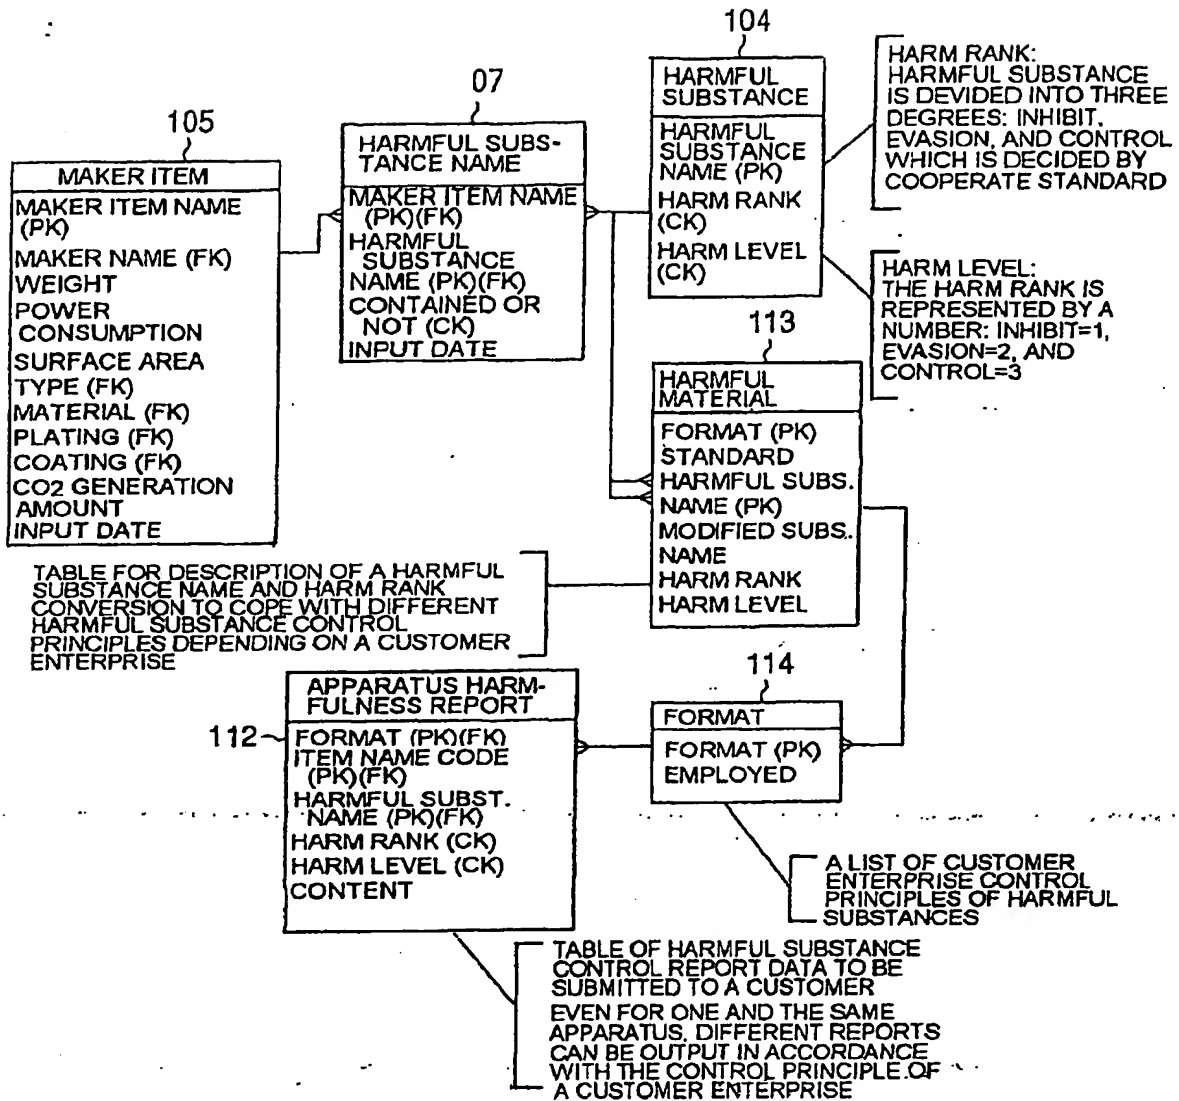 105
MAKER ITEM
MAKER ITEM NAME
(PK)
MAKER NAME (FK)
WEIGHT
POWER
CONSUMPTION
SURFACE AREA
TYPE (FK)
MATERIAL (FK)
PLATING (FK)
COATING (FK)
CO2 GENERATION
AMOUNT
INPUT DATE
07
HARMFUL SUBS-
TANCE NAME
MAKER ITEM NAME
(PK)(FK)
HARMFUL
SUBSTANCE
NAME (PK)(FK)
CONTAINED OR
NOT (CK)
INPUT DATE
104
HARMFUL
SUBSTANCE
HARMFUL
SUBSTANCE
NAME (PK)
HARM RANK
(CK)
HARM LEVEL
(CK)
HARM RANK:
HARMFUL SUBSTANCE
IS DEVIDED INTO THREE
DEGREES: INHIBIT,
EVASION, AND CONTROL
WHICH IS DECIDED BY
COOPERATE STANDARD
HARM LEVEL:
THE HARM RANK IS
REPRESENTED BY A
NUMBER: INHIBIT=1,
EVASION=2, AND
CONTROL=3
113
HARMFUL
MATERIAL
FORMAT (PK)
STANDARD
HARMFUL SUBS.
NAME (PK)
MODIFIED SUBS.
NAME
HARM RANK
HARM LEVEL
TABLE FOR DESCRIPTION OF A HARMFUL
SUBSTANCE NAME AND HARM RANK
CONVERSION TO COPE WITH DIFFERENT
HARMFUL SUBSTANCE CONTROL
PRINCIPLES DEPENDING ON A CUSTOMER
ENTERPRISE
112
APPARATUS HARM-
FULNESS REPORT
FORMAT (PK)(FK)
ITEM NAME CODE
(PK)(FK)
HARMFUL SUBST.
NAME (PK)(FK)
HARM RANK (CK)
HARM LEVEL (CK)
CONTENT
114
FORMAT
FORMAT (PK)
EMPLOYED
A LIST OF CUSTOMER
ENTERPRISE CONTROL
PRINCIPLES OF HARMFUL
SUBSTANCES
TABLE OF HARMFUL SUBSTANCE
CONTROL REPORT DATA TO BE
SUBMITTED TO A CUSTOMER
EVEN FOR ONE AND THE SAME
APPARATUS, DIFFERENT REPORTS
CAN BE OUTPUT IN ACCORDANCE
WITH THE CONTROL PRINCIPLE OF
A CUSTOMER ENTERPRISE